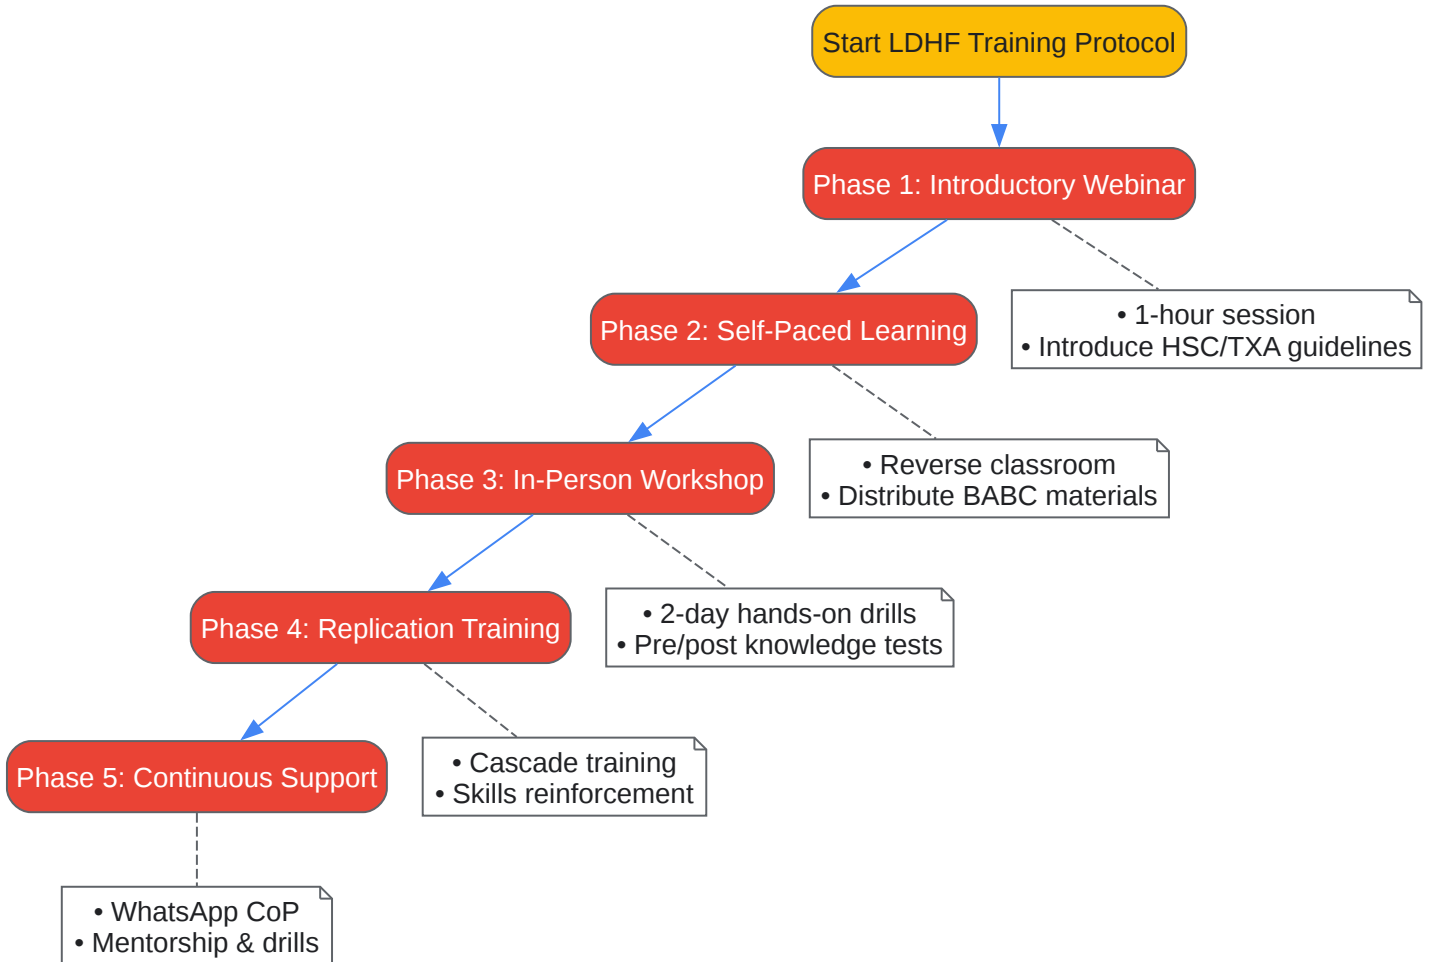 Start LDHF Training Protocol
Phase 1: Introductory Webinar
• 1-hour session
• Introduce HSC/TXA guidelines
Phase 2: Self-Paced Learning
• Reverse classroom
• Distribute BABC materials
Phase 3: In-Person Workshop
• 2-day hands-on drills
• Pre/post knowledge tests
Phase 4: Replication Training
• Cascade training
• Skills reinforcement
Phase 5: Continuous Support
• WhatsApp CoP
• Mentorship & drills